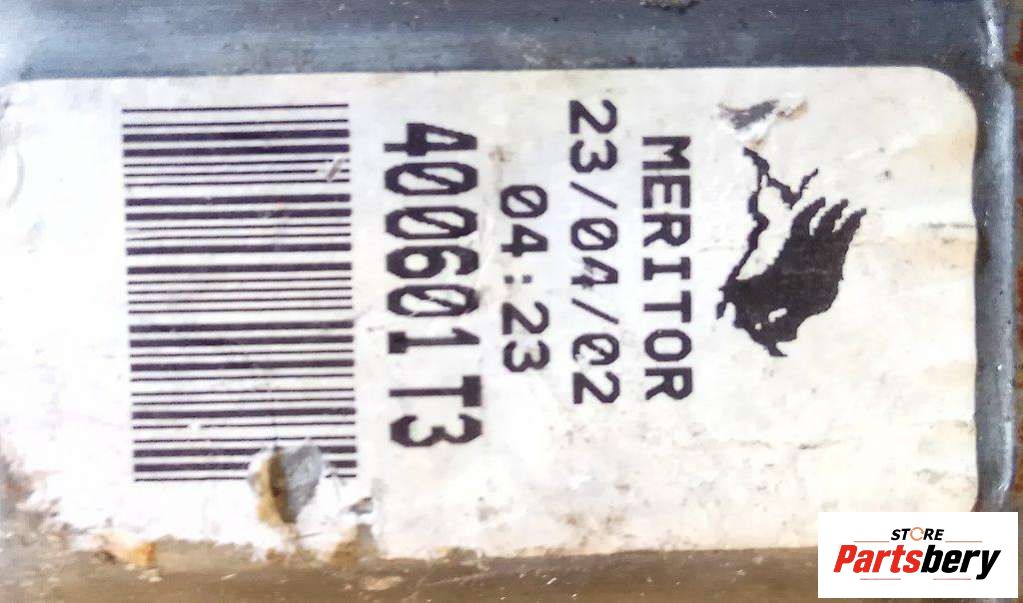 MERITOR
23/04/02
04:23
400601T3
STORE
Partsbery